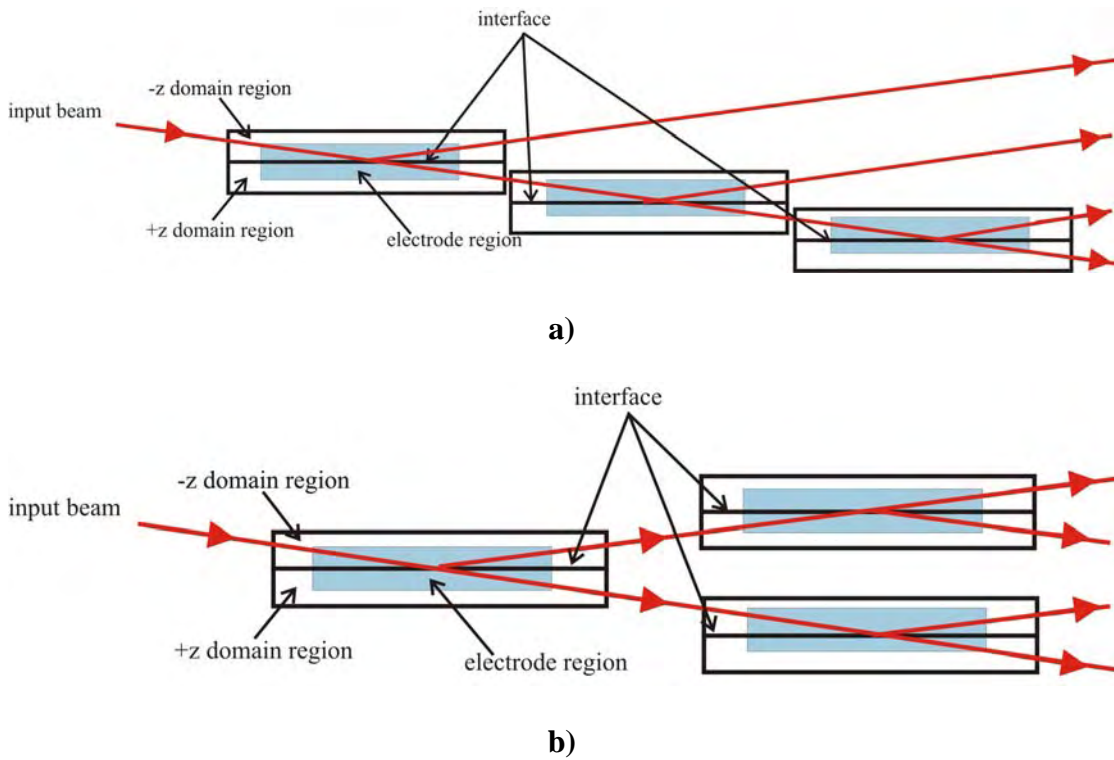 interface
-z domain region
input beam
+z domain region
electrode region
a)
interface
-z domain region
input beam
+z domain region
electrode region
b)